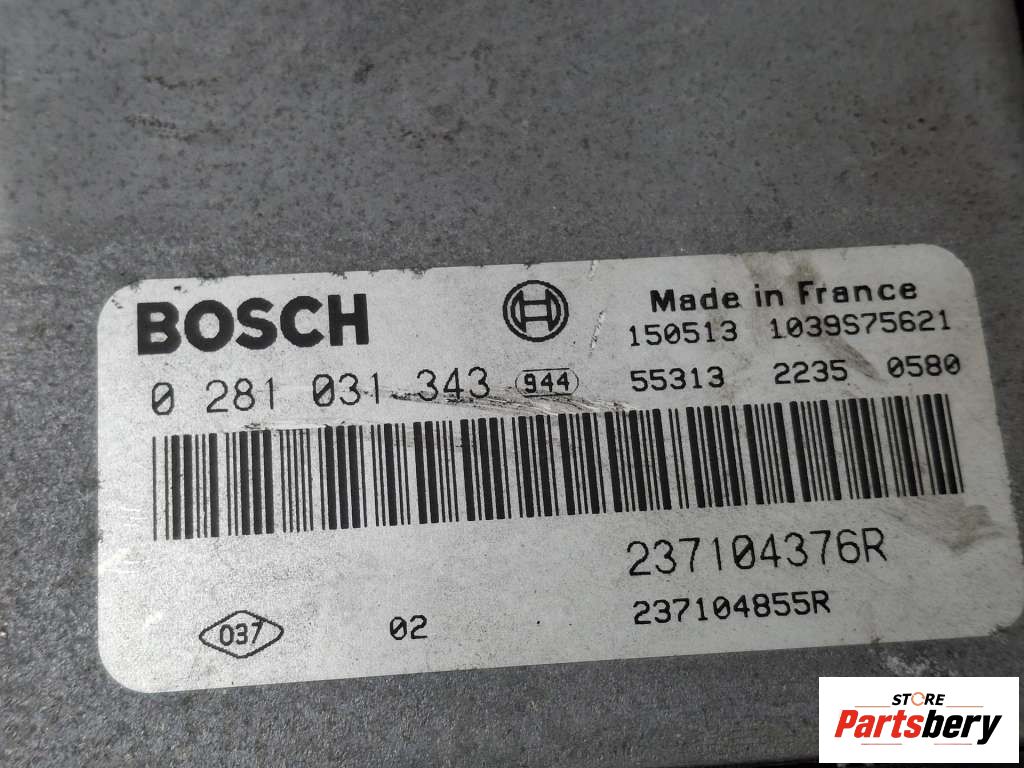 BOSCH
Made in France
150513 1039S75621
0 281 031 343 944 55313 2235 0580
237104376R
037 02 237104855R
STORE
Partsbery